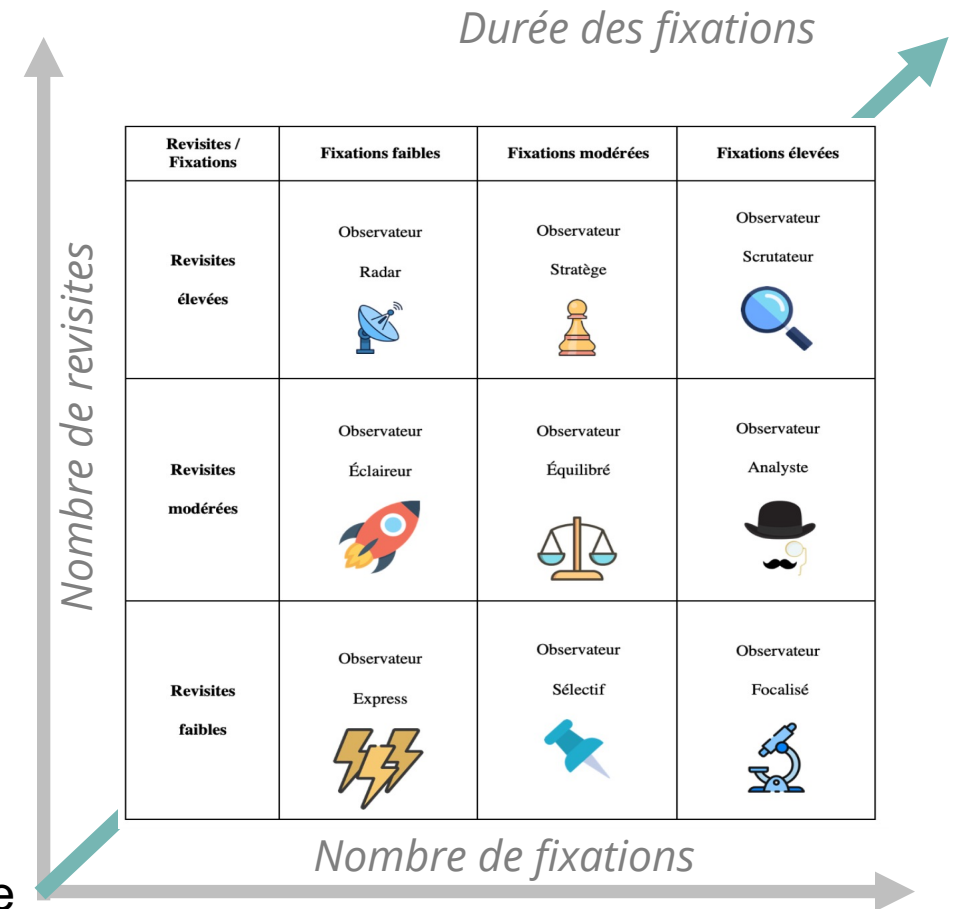 Durée des fixations
Nombre de revisites
Revisites /
Fixations
Fixations faibles
Fixations modérées
Fixations élevées
Revisites
élevées
Observateur
Radar
Observateur
Stratège
Observateur
Scrutateur
Revisites
modérées
Observateur
Éclaireur
Observateur
Équilibré
Observateur
Analyste
Revisites
faibles
Observateur
Express
Observateur
Sélectif
Observateur
Focalisé
Nombre de fixations
e